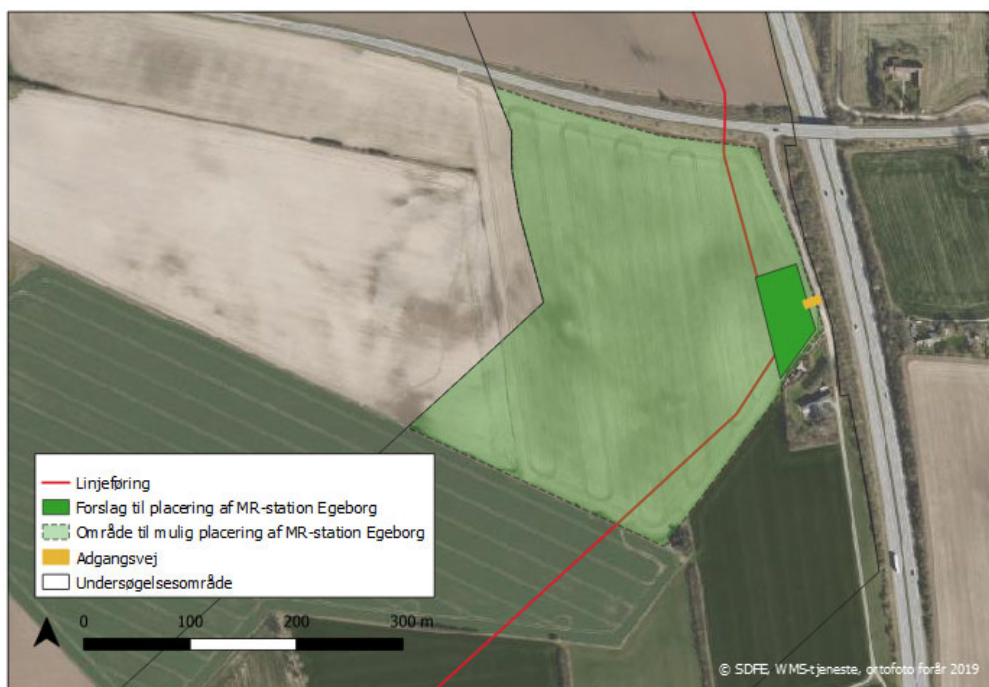 Linjeføring
Forslag til placering af MR-station Egeborg
Område til mulig placering af MR-station Egeborg
Adgangsvej
Undersøgelsesområde
0 100 200 300 m
© SDFE, WMS-tjeneste, ortofoto forår 2019